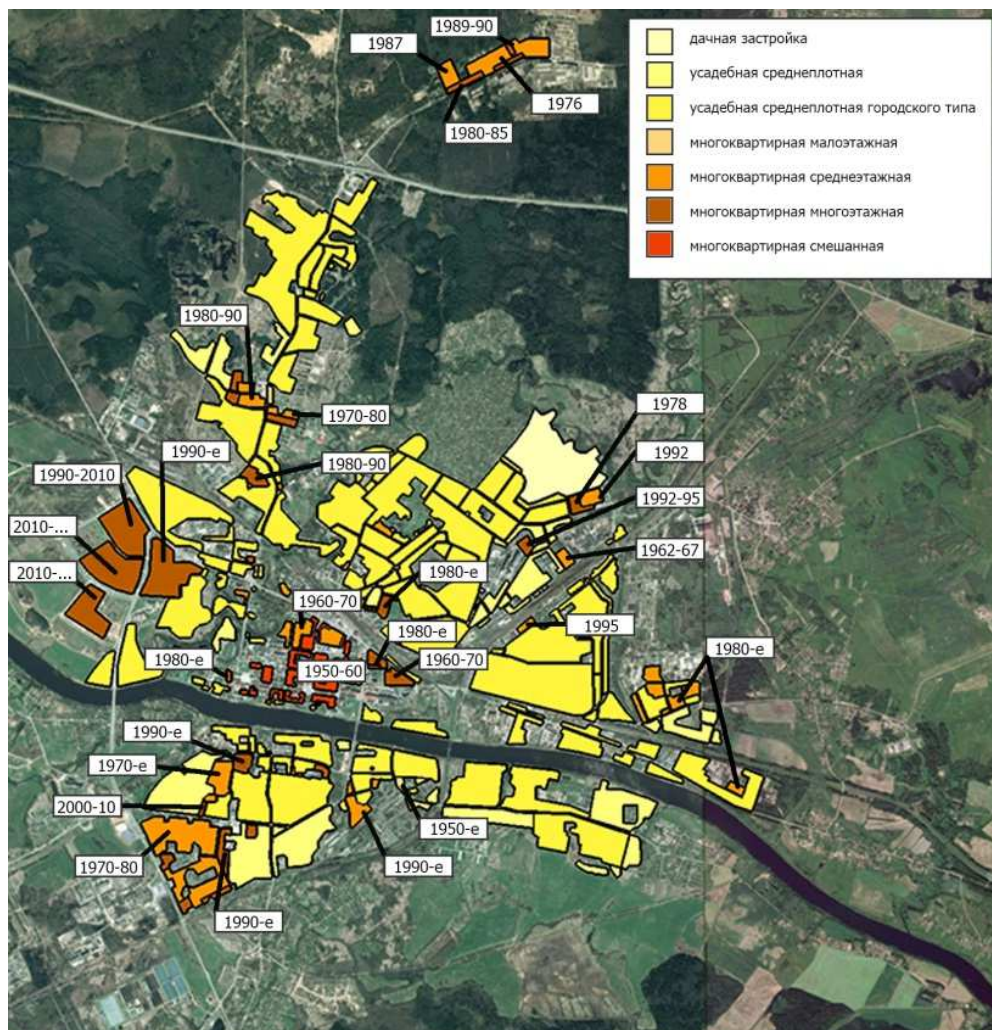 1989-90
1987
1976
1980-85
дачная застройка
усадебная среднеплотная
усадебная среднеплотная городского типа
многоквартирная малоэтажная
многоквартирная среднеэтажная
многоквартирная многоэтажная
многоквартирная смешанная
1980-90
1970-80
1978
1990-е
1992
1980-90
1990-2010
1992-95
2010-...
1962-67
1980-е
2010-...
1960-70
1995
1980-е
1980-е
1980-е
1960-70
1950-60
1990-е
1970-е
2000-10
1950-е
1970-80
1990-е
1990-е